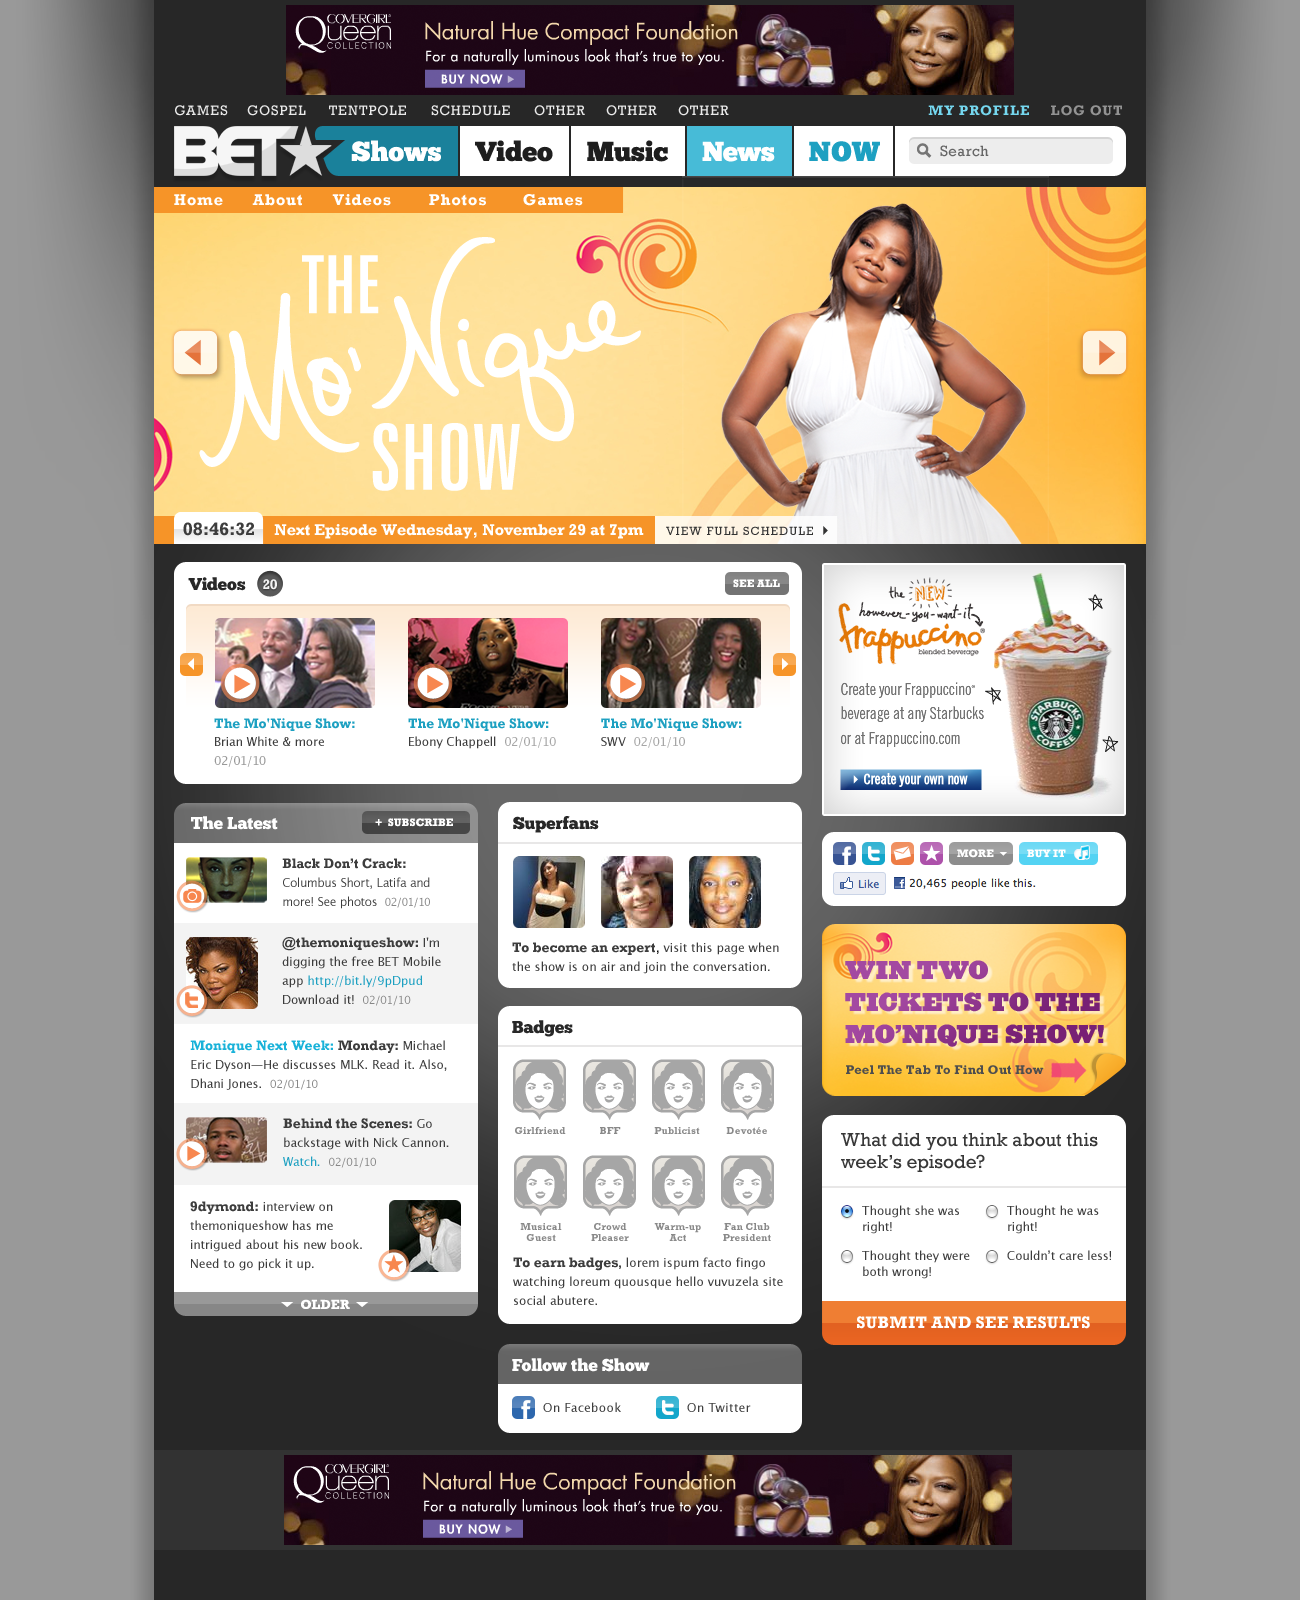 COVERGIRL
Queen
COLLECTION
Natural Hue Compact Foundation
For a naturally luminous look that's true to you.
BUY NOW
GAMES GOSPEL TENTPOLE SCHEDULE OTHER OTHER OTHER MY PROFILE LOG OUT
BET Shows Video Music News NOW Search
Home About Videos Photos Games
THE
Mo'Nique
SHOW
08:46:32 Next Episode Wednesday, November 29 at 7pm VIEW FULL SCHEDULE
Videos 20 SEE ALL
The Mo'Nique Show:
Brian White & more
02/01/10
The Mo'Nique Show:
Ebony Chappell 02/01/10
The Mo'Nique Show:
SWV 02/01/10
the NEW
however-you-want-it
frappuccino®
blended beverage
Create your Frappuccino®
beverage at any Starbucks
or at Frappuccino.com
Create your own now
STARBUCKS
COFFEE
The Latest + SUBSCRIBE
Black Don't Crack:
Columbus Short, Latifa and
more! See photos 02/01/10
@themoniqueshow: I'm
digging the free BET Mobile
app http://bit.ly/9pDpud
Download it! 02/01/10
Monique Next Week: Monday: Michael
Eric Dyson—He discusses MLK. Read it. Also,
Dhani Jones. 02/01/10
Behind the Scenes: Go
backstage with Nick Cannon.
Watch. 02/01/10
9dymond: interview on
themoniqueshow has me
intrigued about his new book.
Need to go pick it up.
OLDER
Superfans
To become an expert, visit this page when
the show is on air and join the conversation.
Badges
Girlfriend BFF Publicist Devotée
Musical Crowd Warm-up Fan Club
Guest Pleaser Act President
To earn badges, lorem ispum facto fingo
watching loreum quousque hello vuvuzela site
social abutere.
Follow the Show
On Facebook On Twitter
MORE BUY IT
Like 20,465 people like this.
WIN TWO
TICKETS TO THE
MO'NIQUE SHOW!
Peel The Tab To Find Out How
What did you think about this
week's episode?
Thought she was
right!
Thought he was
right!
Thought they were
both wrong!
Couldn't care less!
SUBMIT AND SEE RESULTS
COVERGIRL
Queen
COLLECTION
Natural Hue Compact Foundation
For a naturally luminous look that's true to you.
BUY NOW